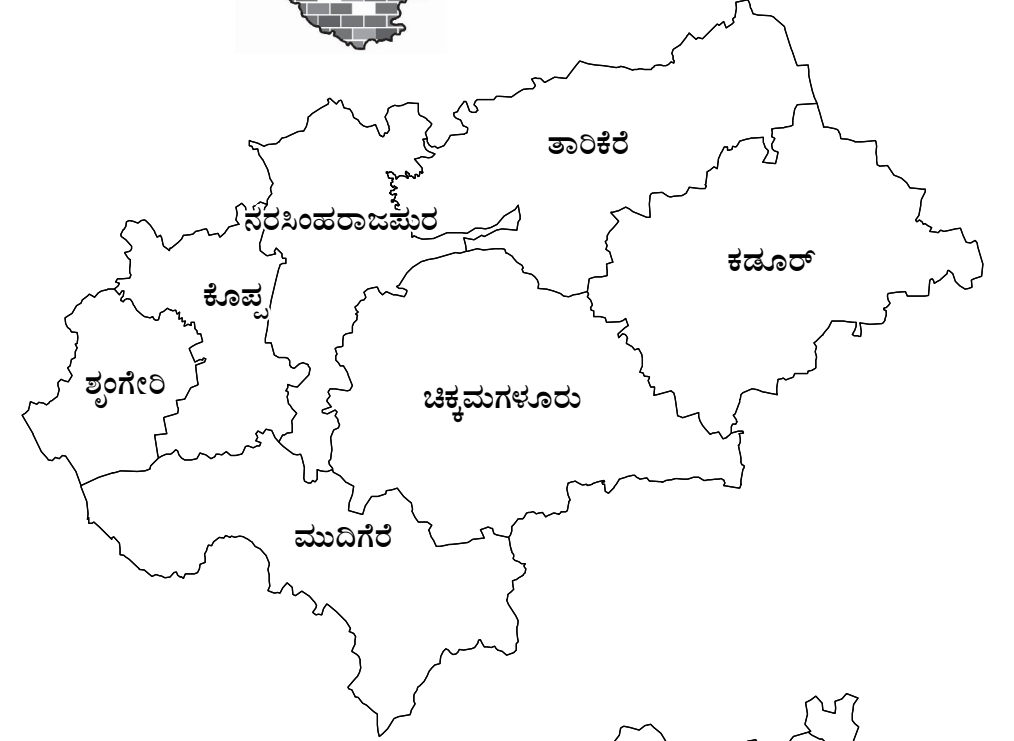 ತಾರಿಕೆರೆ
ನರಸಿಂಹರಾಜಪುರ
ಕಡೂರ್
ಕೊಪ್ಪ
ಶೃಂಗೇರಿ
ಚಿಕ್ಕಮಗಳೂರು
ಮುದಿಗೆರೆ